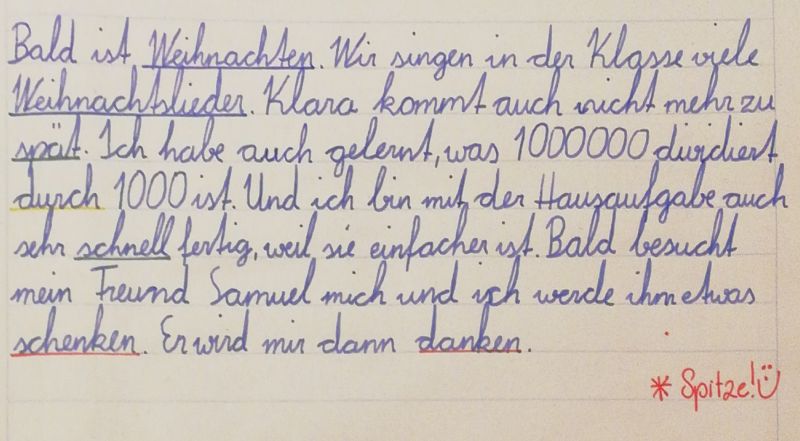 Bald ist Weihnachten. Wir singen in der Klasse viele
Weihnachtslieder. Klara kommt auch nicht mehr zu
spät. Ich habe auch gelernt, was 1000000 dividiert
durch 1000 ist. Und ich bin mit der Hausaufgabe auch
sehr schnell fertig, weil sie einfacher ist. Bald besucht
mein Freund Samuel mich und ich werde ihm etwas
schenken. Er wird mir dann danken.
* Spitze!